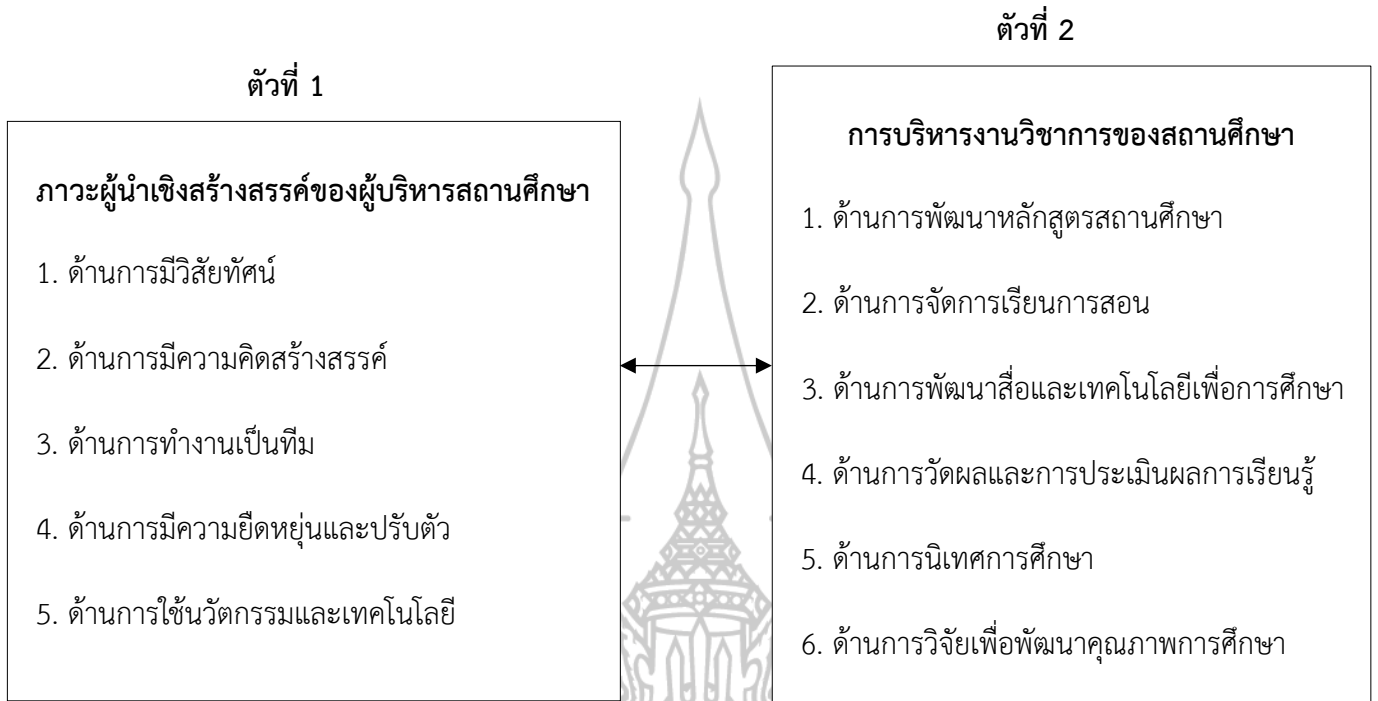 ตัวที่ 1
ภาวะผู้นำเชิงสร้างสรรค์ของผู้บริหารสถานศึกษา
1. ด้านการมีวิสัยทัศน์
2. ด้านการมีความคิดสร้างสรรค์
3. ด้านการทำงานเป็นทีม
4. ด้านการมีความยืดหยุ่นและปรับตัว
5. ด้านการใช้นวัตกรรมและเทคโนโลยี
ตัวที่ 2
การบริหารงานวิชาการของสถานศึกษา
1. ด้านการพัฒนาหลักสูตรสถานศึกษา
2. ด้านการจัดการเรียนการสอน
3. ด้านการพัฒนาสื่อและเทคโนโลยีเพื่อการศึกษา
4. ด้านการวัดผลและการประเมินผลการเรียนรู้
5. ด้านการนิเทศการศึกษา
6. ด้านการวิจัยเพื่อพัฒนาคุณภาพการศึกษา